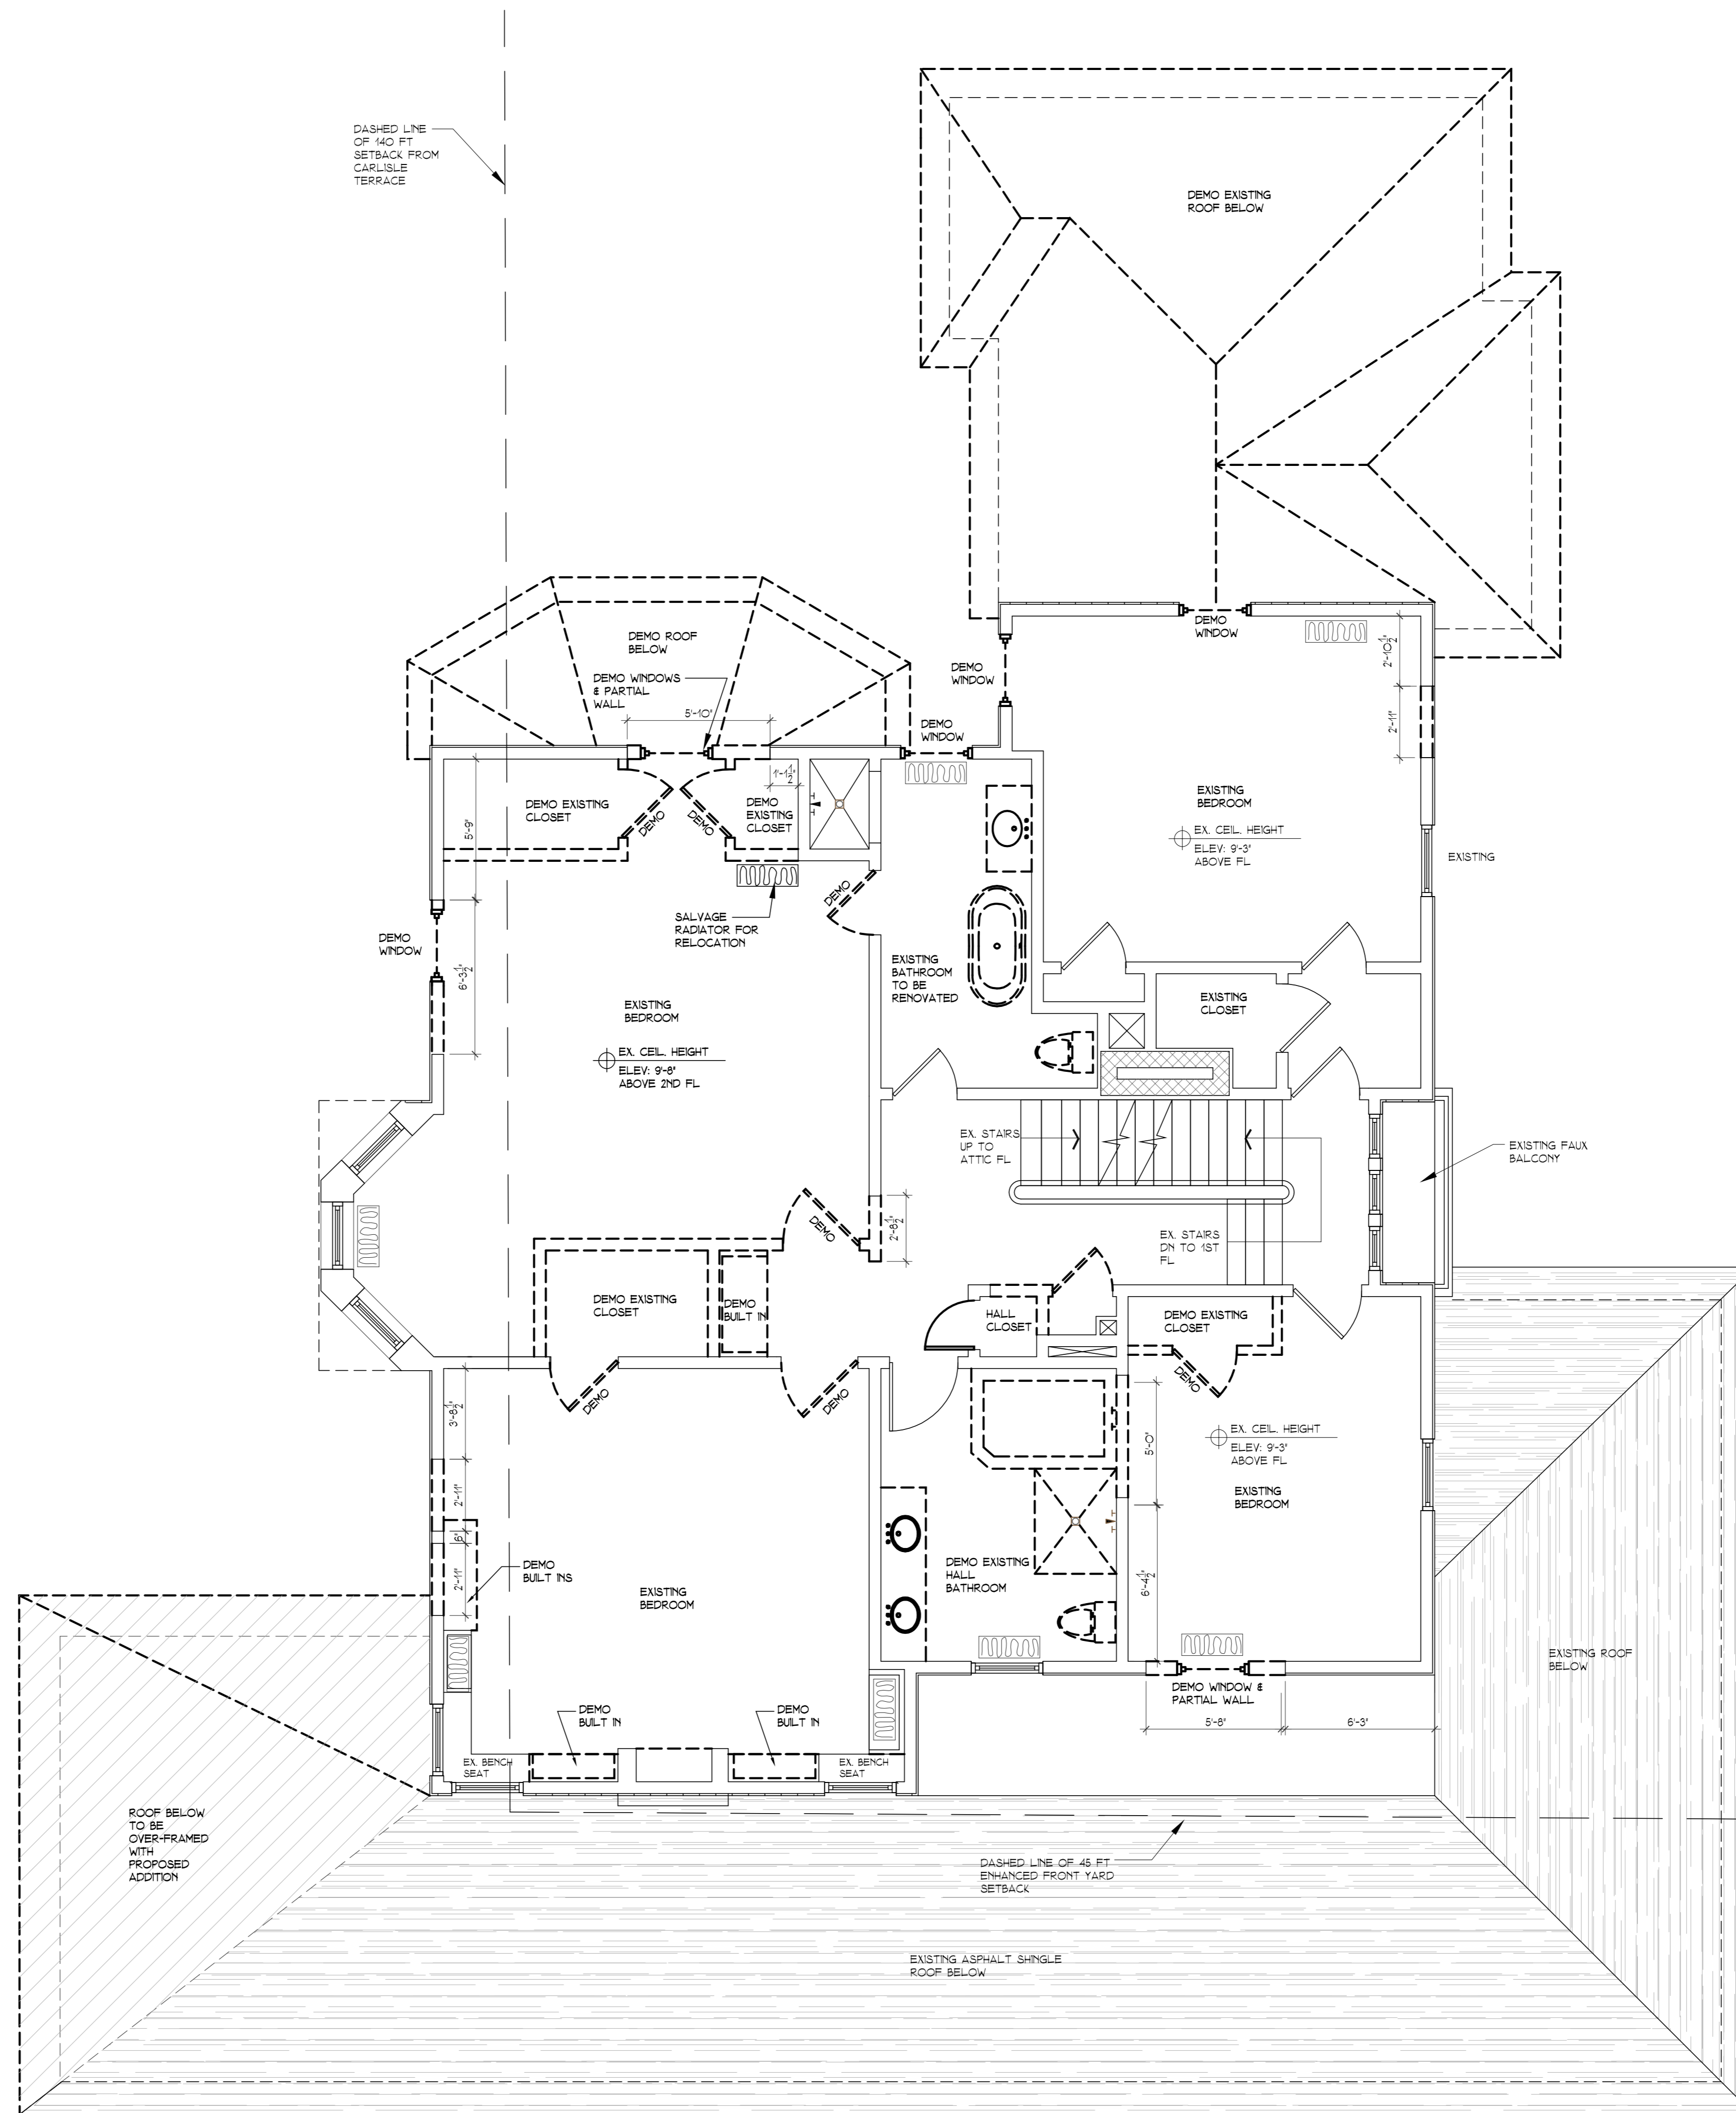 DASHED LINE
OF 140 FT
SETBACK FROM
CARLISLE
TERRACE
DEMO EXISTING
ROOF BELOW
DEMO ROOF
BELOW
DEMO WINDOWS
& PARTIAL
WALL
5'-10"
DEMO
WINDOW
DEMO
WINDOW
DEMO
WINDOW
2'-10½"
2'-11"
1'-1½"
DEMO EXISTING
CLOSET
DEMO
DEMO
DEMO
EXISTING
CLOSET
5'-9"
EXISTING
BEDROOM
EX. CEIL. HEIGHT
ELEV: 9'-3"
ABOVE FL
EXISTING
DEMO
SALVAGE
RADIATOR FOR
RELOCATION
DEMO
WINDOW
6'-3½"
EXISTING
BATHROOM
TO BE
RENOVATED
EXISTING
CLOSET
EXISTING
BEDROOM
EX. CEIL. HEIGHT
ELEV: 9'-8"
ABOVE 2ND FL
EX. STAIRS
UP TO
ATTIC FL
EXISTING FAUX
BALCONY
2'-8½"
DEMO
EX. STAIRS
DN TO 1ST
FL
DEMO EXISTING
CLOSET
DEMO
BUILT IN
HALL
CLOSET
DEMO EXISTING
CLOSET
DEMO
DEMO
DEMO
3'-8½"
5'-0"
EX. CEIL. HEIGHT
ELEV: 9'-3"
ABOVE FL
EXISTING
BEDROOM
2'-11"
6"
2'-11"
DEMO
BUILT INS
EXISTING
BEDROOM
DEMO EXISTING
HALL
BATHROOM
6'-4½"
EXISTING ROOF
BELOW
DEMO WINDOW &
PARTIAL WALL
5'-8"
6'-3"
DEMO
BUILT IN
DEMO
BUILT IN
EX. BENCH
SEAT
EX. BENCH
SEAT
ROOF BELOW
TO BE
OVER-FRAMED
WITH
PROPOSED
ADDITION
DASHED LINE OF 45 FT
ENHANCED FRONT YARD
SETBACK
EXISTING ASPHALT SHINGLE
ROOF BELOW